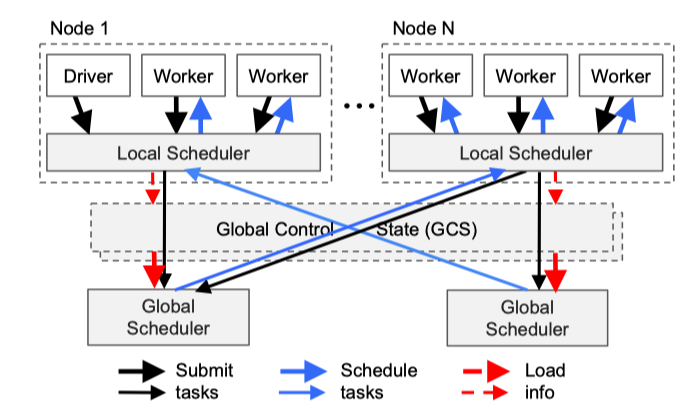 Node 1
Node N
Driver
Worker
Worker
...
Worker
Worker
Worker
Local Scheduler
Local Scheduler
Global Control State (GCS)
Global
Scheduler
Global
Scheduler
Submit
tasks
Schedule
tasks
Load
info